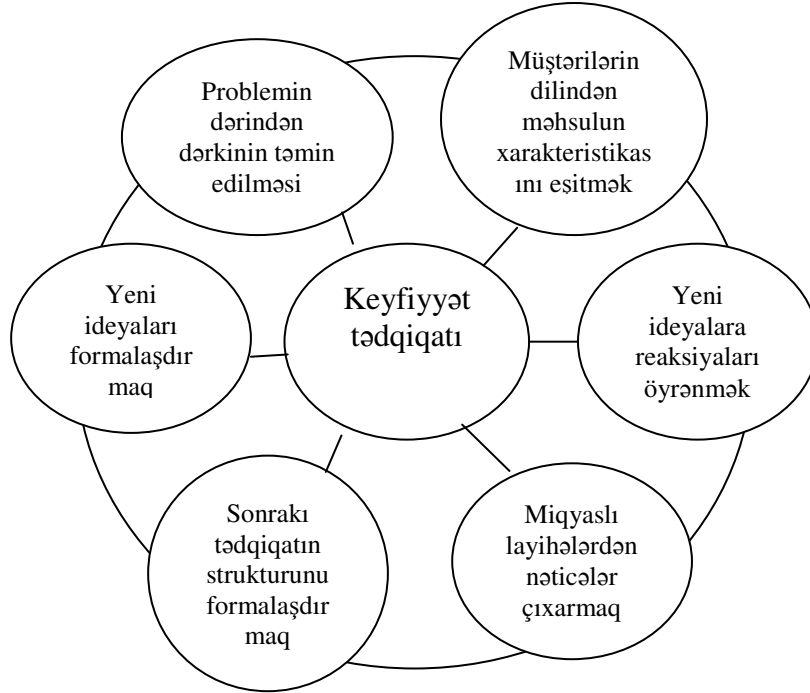 Problemin
dərindən
dərkinin təmin
edilməsi
Müştərilərin
dilindən
məhsulun
xarakteristikas
ını eşitmək
Yeni
ideyaları
formalaşdır
maq
Keyfiyyət
tədqiqatı
Yeni
ideyalara
reaksiyaları
öyrənmək
Sonrakı
tədqiqatın
strukturunu
formalaşdır
maq
Miqyaslı
layihələrdən
nəticələr
çıxarmaq